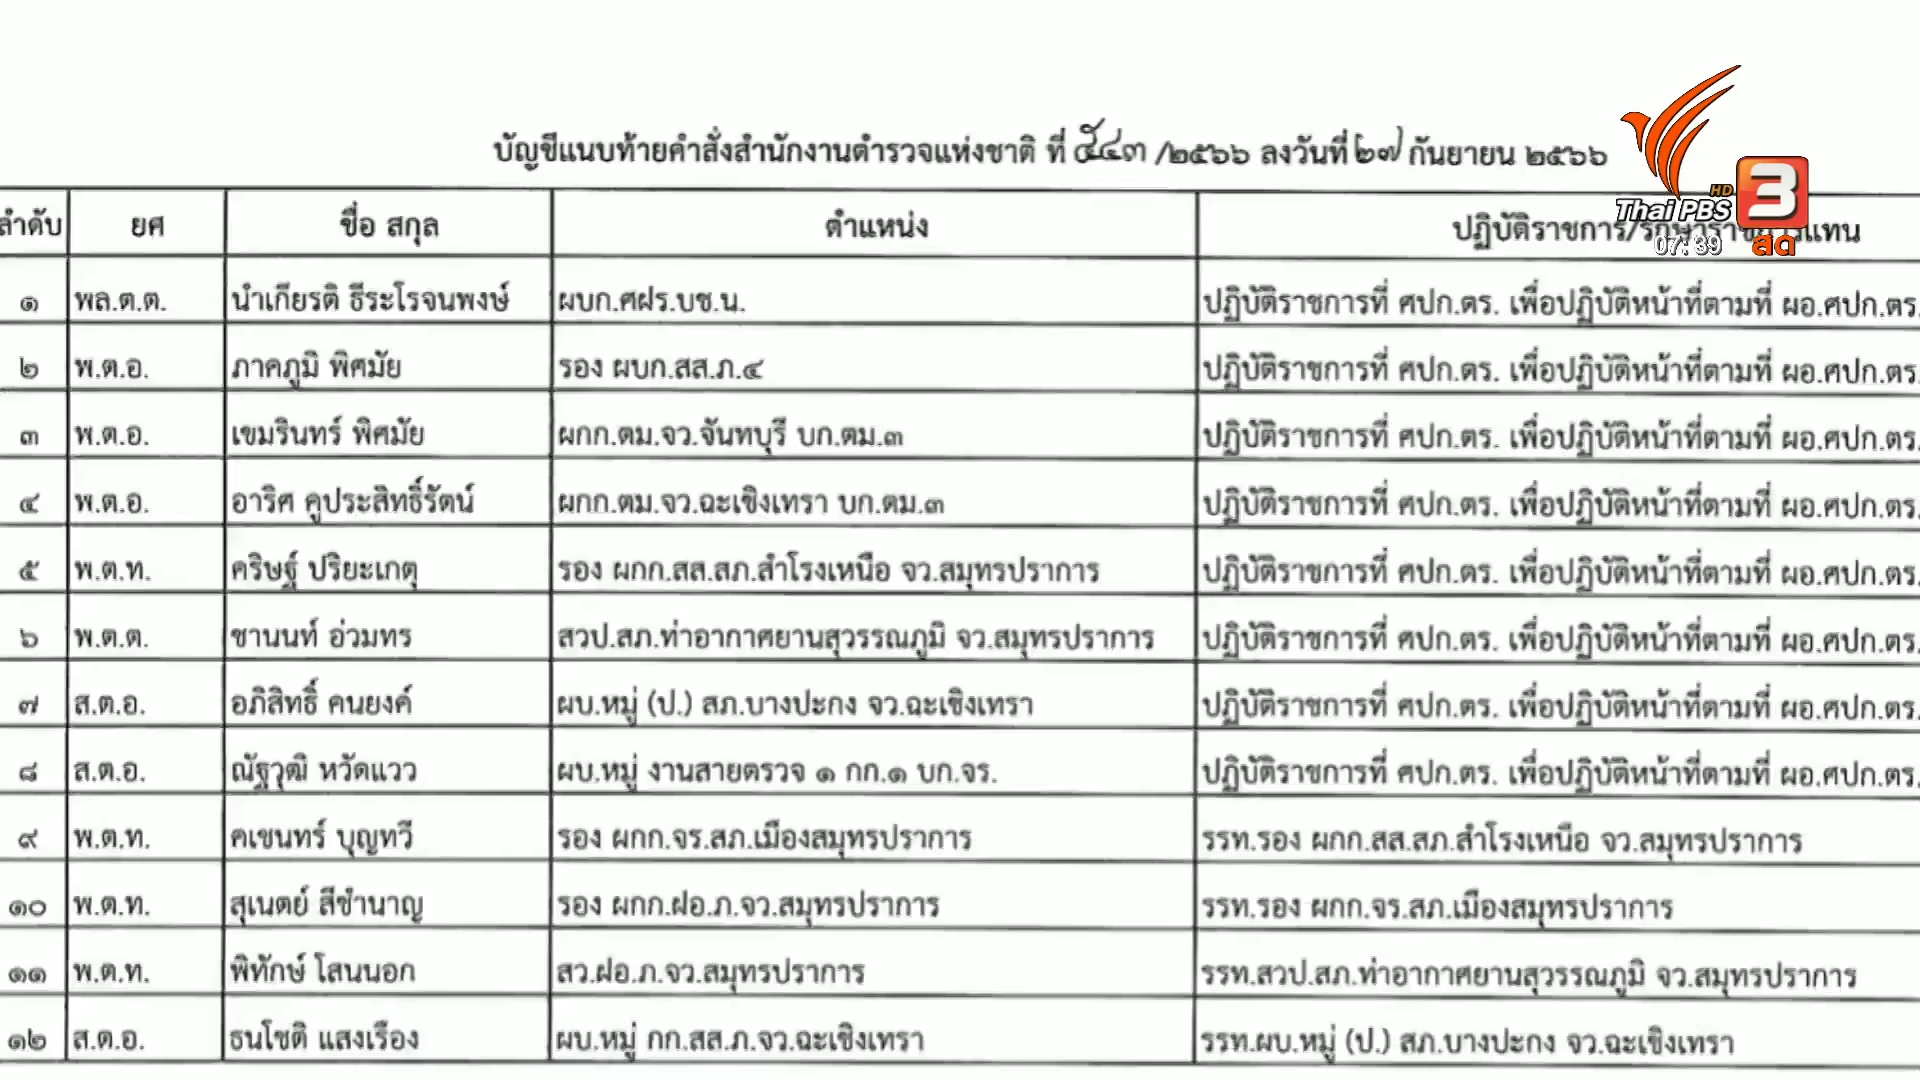 บัญชีแนบท้ายคำสั่งสำนักงานตำรวจแห่งชาติ ที่ ๕๔๓ /๒๕๖๖ ลงวันที่ ๒๗ กันยายน ๒๕๖๖
HD
Thai PBS 3
07:39 สด
ลำดับ ยศ ชื่อ สกุล ตำแหน่ง ปฏิบัติราชการ/รักษาราชการแทน
๑ พล.ต.ต. นำเกียรติ ธีระโรจนพงษ์ ผบก.ศฝร.บช.น. ปฏิบัติราชการที่ ศปก.ตร. เพื่อปฏิบัติหน้าที่ตามที่ ผอ.ศปก.ตร.
๒ พ.ต.อ. ภาคภูมิ พิศมัย รอง ผบก.สส.ภ.๔ ปฏิบัติราชการที่ ศปก.ตร. เพื่อปฏิบัติหน้าที่ตามที่ ผอ.ศปก.ตร.
๓ พ.ต.อ. เขมรินทร์ พิศมัย ผกก.ตม.จว.จันทบุรี บก.ตม.๓ ปฏิบัติราชการที่ ศปก.ตร. เพื่อปฏิบัติหน้าที่ตามที่ ผอ.ศปก.ตร.
๔ พ.ต.อ. อาริศ คูประสิทธิ์รัตน์ ผกก.ตม.จว.ฉะเชิงเทรา บก.ตม.๓ ปฏิบัติราชการที่ ศปก.ตร. เพื่อปฏิบัติหน้าที่ตามที่ ผอ.ศปก.ตร.
๕ พ.ต.ท. คริษฐ์ ปริยะเกตุ รอง ผกก.สส.สภ.สำโรงเหนือ จว.สมุทรปราการ ปฏิบัติราชการที่ ศปก.ตร. เพื่อปฏิบัติหน้าที่ตามที่ ผอ.ศปก.ตร.
๖ พ.ต.ต. ชานนท์ อ่วมทร สวป.สภ.ท่าอากาศยานสุวรรณภูมิ จว.สมุทรปราการ ปฏิบัติราชการที่ ศปก.ตร. เพื่อปฏิบัติหน้าที่ตามที่ ผอ.ศปก.ตร.
๗ ส.ต.อ. อภิสิทธิ์ คนยงค์ ผบ.หมู่ (ป.) สภ.บางปะกง จว.ฉะเชิงเทรา ปฏิบัติราชการที่ ศปก.ตร. เพื่อปฏิบัติหน้าที่ตามที่ ผอ.ศปก.ตร.
๘ ส.ต.อ. ณัฐวุฒิ หวัดแวว ผบ.หมู่ งานสายตรวจ ๑ กก.๑ บก.จร. ปฏิบัติราชการที่ ศปก.ตร. เพื่อปฏิบัติหน้าที่ตามที่ ผอ.ศปก.ตร.
๙ พ.ต.ท. คเชนทร์ บุญทวี รอง ผกก.จร.สภ.เมืองสมุทรปราการ รรท.รอง ผกก.สส.สภ.สำโรงเหนือ จว.สมุทรปราการ
๑๐ พ.ต.ท. สุเนตย์ สีชำนาญ รอง ผกก.ฝอ.ภ.จว.สมุทรปราการ รรท.รอง ผกก.จร.สภ.เมืองสมุทรปราการ
๑๑ พ.ต.ท. พิทักษ์ โสนนอก สว.ฝอ.ภ.จว.สมุทรปราการ รรท.สวป.สภ.ท่าอากาศยานสุวรรณภูมิ จว.สมุทรปราการ
๑๒ ส.ต.อ. ธนโชติ แสงเรือง ผบ.หมู่ กก.สส.ภ.จว.ฉะเชิงเทรา รรท.ผบ.หมู่ (ป.) สภ.บางปะกง จว.ฉะเชิงเทรา